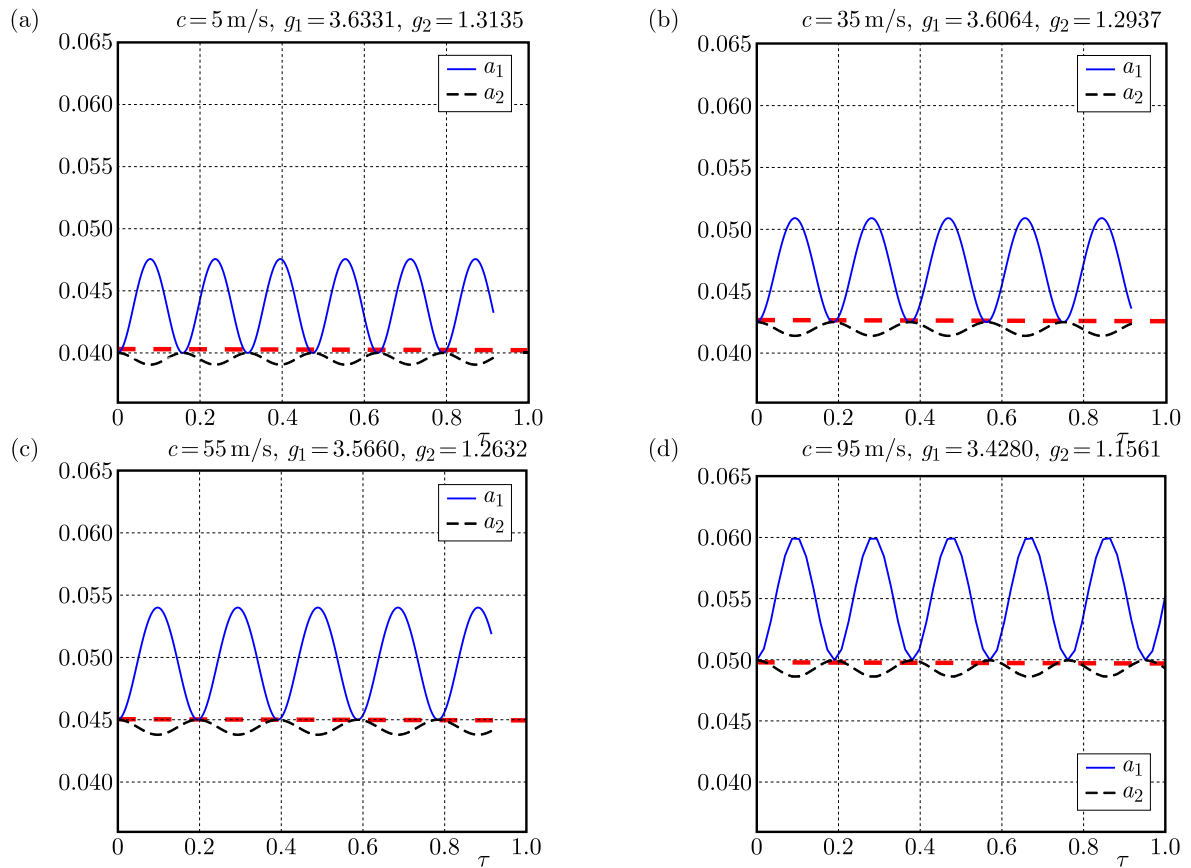 (a) c = 5 m/s, g₁ = 3.6331, g₂ = 1.3135
0.065
0.060
0.055
0.050
0.045
0.040
a₁
a₂
0 0.2 0.4 0.6 0.8 1.0
τ
(b) c = 35 m/s, g₁ = 3.6064, g₂ = 1.2937
0.065
0.060
0.055
0.050
0.045
0.040
a₁
a₂
0 0.2 0.4 0.6 0.8 1.0
τ
(c) c = 55 m/s, g₁ = 3.5660, g₂ = 1.2632
0.065
0.060
0.055
0.050
0.045
0.040
a₁
a₂
0 0.2 0.4 0.6 0.8 1.0
τ
(d) c = 95 m/s, g₁ = 3.4280, g₂ = 1.1561
0.065
0.060
0.055
0.050
0.045
0.040
a₁
a₂
0 0.2 0.4 0.6 0.8 1.0
τ